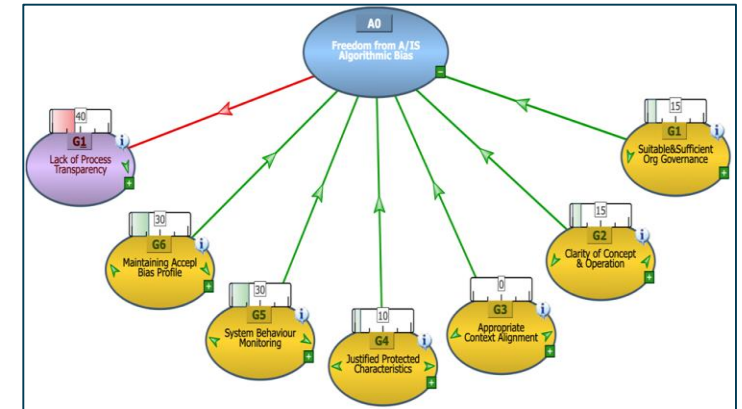 A0
Freedom from A/IS
Algorithmic Bias
40
G1
i
Lack of Process
Transparency
15
G1
i
Suitable&Sufficient
Org Governance
30
G6
i
Maintaining Accepl
Bias Profile
15
G2
i
Clarity of Concept
& Operation
30
G5
i
System Behaviour
Monitoring
0
G3
i
Appropriate
Context Alignment
10
G4
i
Justified Protected
Characteristics